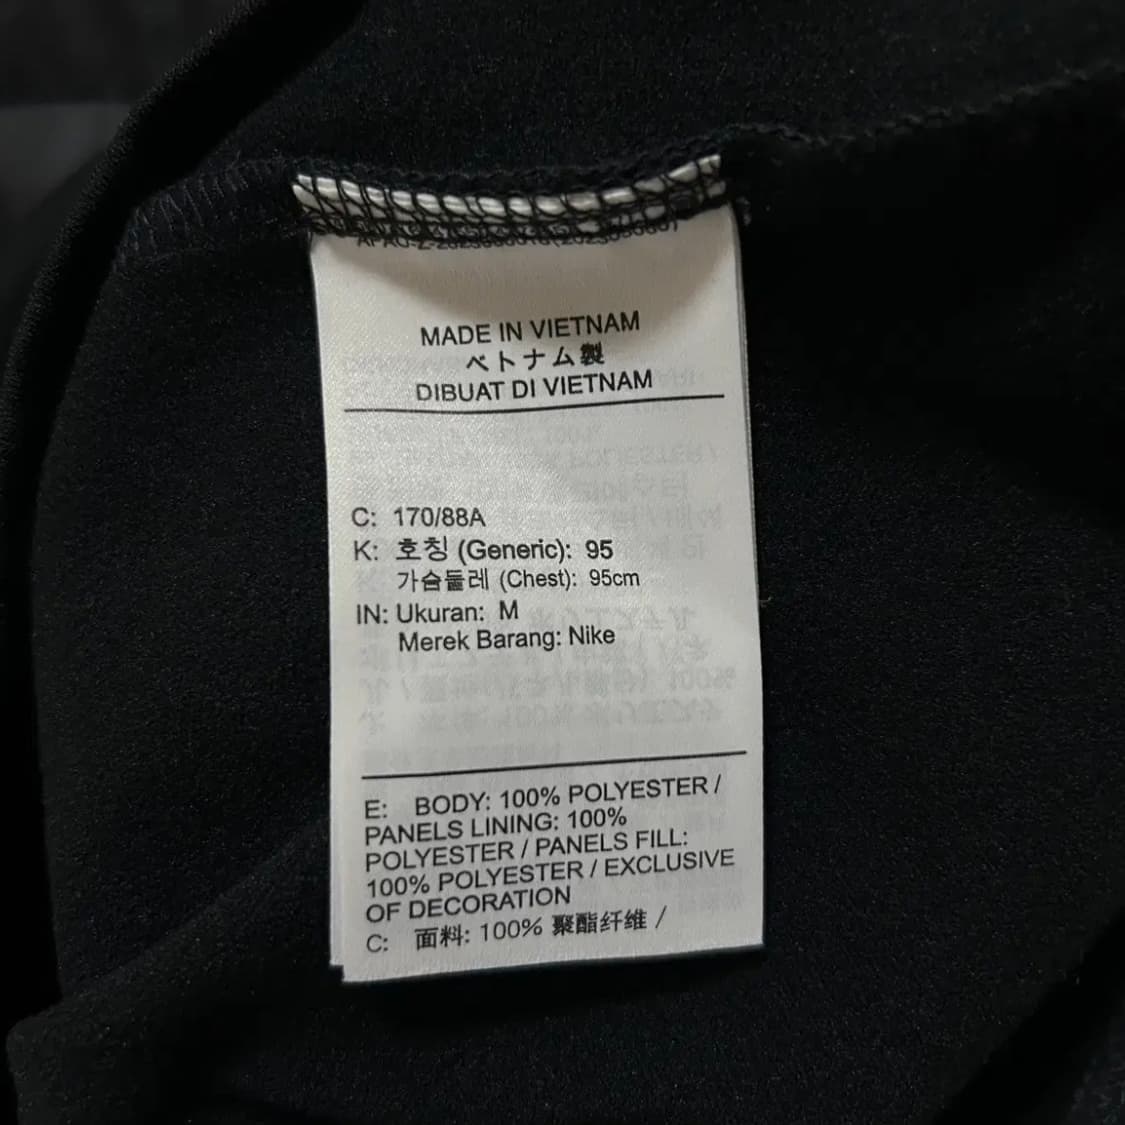 MADE IN VIETNAM
ベトナム製
DIBUAT DI VIETNAM
C: 170/88A
K: 호칭 (Generic): 95
가슴둘레 (Chest): 95cm
IN: Ukuran: M
Merek Barang: Nike
E: BODY: 100% POLYESTER /
PANELS LINING: 100%
POLYESTER / PANELS FILL:
100% POLYESTER / EXCLUSIVE
OF DECORATION
C: 面料: 100% 聚酯纤维 /